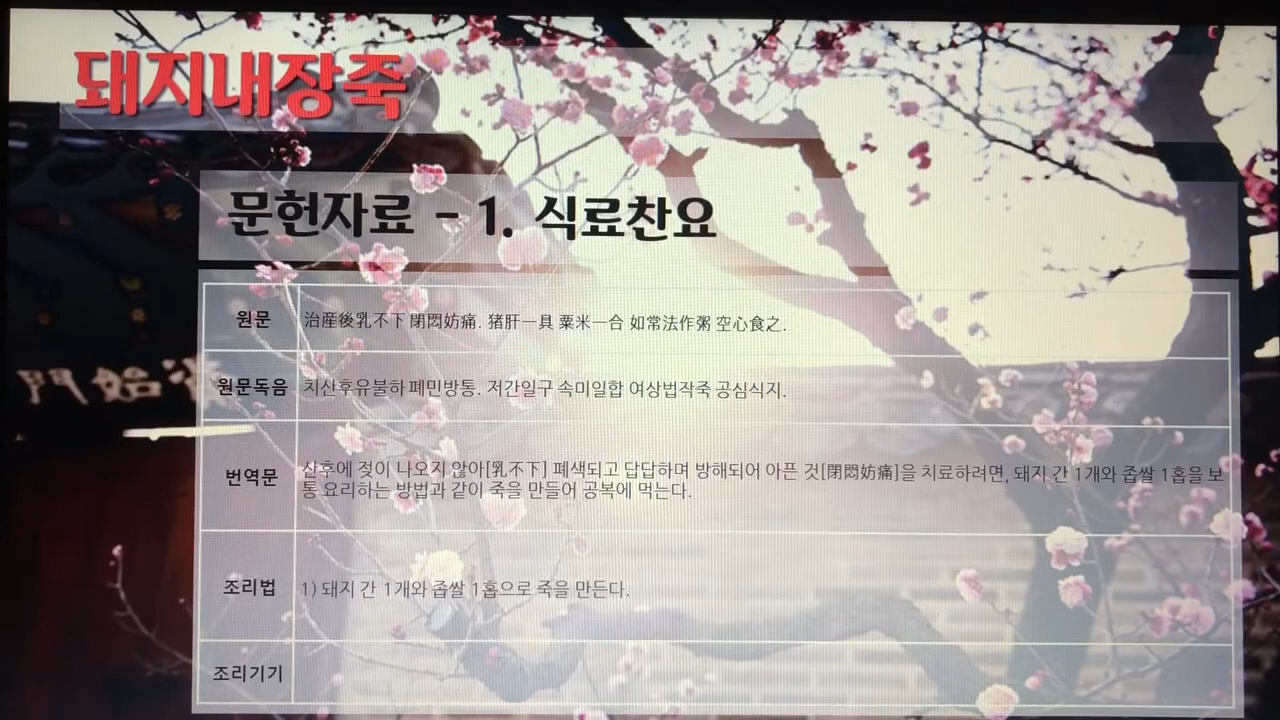 돼지내장죽
문헌자료 - 1. 식료찬요
원문 治産後乳不下 閉悶妨痛. 猪肝一具 粟米一合 如常法作粥 空心食之.
원문독음 치산후유불하 폐민방통. 저간일구 속미일합 여상법작죽 공심식지.
번역문 산후에 젖이 나오지 않아[乳不下] 폐색되고 답답하며 방해되어 아픈 것[閉悶妨痛]을 치료하려면, 돼지 간 1개와 좁쌀 1홉을 보
통 요리하는 방법과 같이 죽을 만들어 공복에 먹는다.
조리법 1) 돼지 간 1개와 좁쌀 1홉으로 죽을 만든다.
조리기기
門始